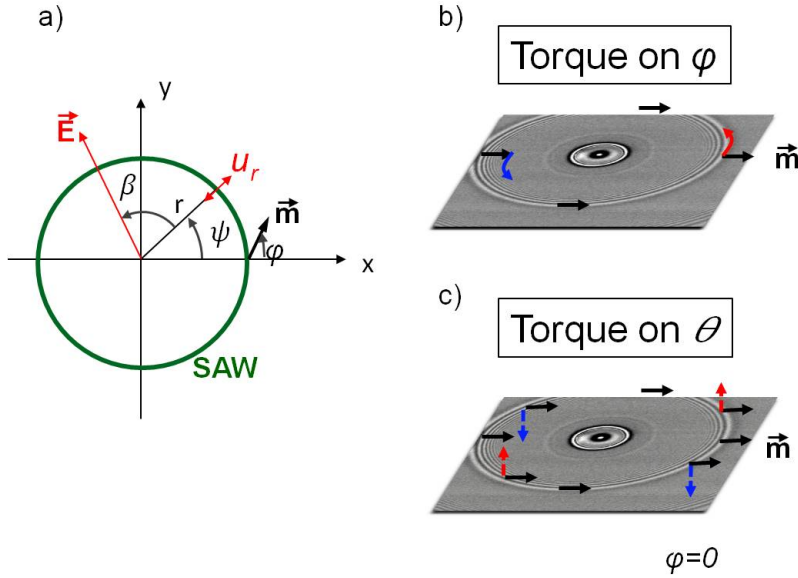 a)
y
E
β
r
u_r
m
ψ
φ
x
SAW
b)
Torque on φ
m
c)
Torque on θ
m
φ=0